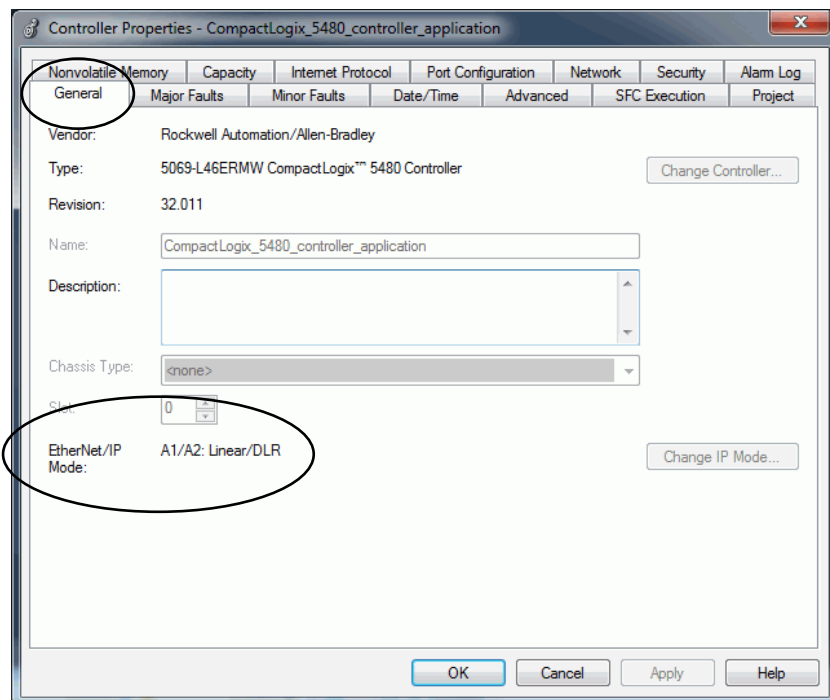 Controller Properties - CompactLogix_5480_controller_application
Nonvolatile Memory Capacity Internet Protocol Port Configuration Network Security Alarm Log
General Major Faults Minor Faults Date/Time Advanced SFC Execution Project
Vendor: Rockwell Automation/Allen-Bradley
Type: 5069-L46ERMW CompactLogix™ 5480 Controller Change Controller...
Revision: 32.011
Name: CompactLogix_5480_controller_application
Description:
Chassis Type: <none>
Slot: 0
EtherNet/IP A1/A2: Linear/DLR Change IP Mode...
Mode:
OK Cancel Apply Help